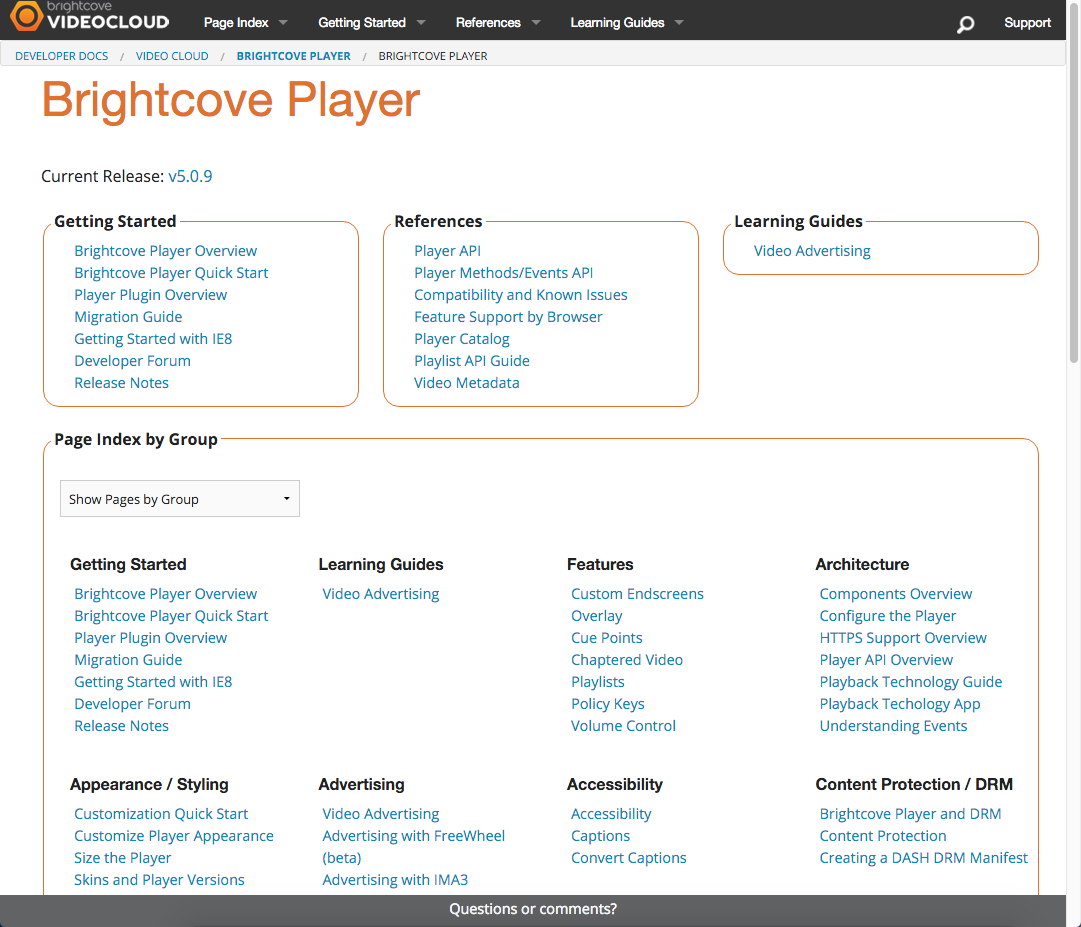 brightcove
VIDEOCLOUD
Page Index Getting Started References Learning Guides Support
DEVELOPER DOCS / VIDEO CLOUD / BRIGHTCOVE PLAYER / BRIGHTCOVE PLAYER
Brightcove Player
Current Release: v5.0.9
Getting Started
Brightcove Player Overview
Brightcove Player Quick Start
Player Plugin Overview
Migration Guide
Getting Started with IE8
Developer Forum
Release Notes
References
Player API
Player Methods/Events API
Compatibility and Known Issues
Feature Support by Browser
Player Catalog
Playlist API Guide
Video Metadata
Learning Guides
Video Advertising
Page Index by Group
Show Pages by Group
Getting Started
Brightcove Player Overview
Brightcove Player Quick Start
Player Plugin Overview
Migration Guide
Getting Started with IE8
Developer Forum
Release Notes
Learning Guides
Video Advertising
Features
Custom Endscreens
Overlay
Cue Points
Chaptered Video
Playlists
Policy Keys
Volume Control
Architecture
Components Overview
Configure the Player
HTTPS Support Overview
Player API Overview
Playback Technology Guide
Playback Techology App
Understanding Events
Appearance / Styling
Customization Quick Start
Customize Player Appearance
Size the Player
Skins and Player Versions
Advertising
Video Advertising
Advertising with FreeWheel
(beta)
Advertising with IMA3
Accessibility
Accessibility
Captions
Convert Captions
Content Protection / DRM
Brightcove Player and DRM
Content Protection
Creating a DASH DRM Manifest
Questions or comments?